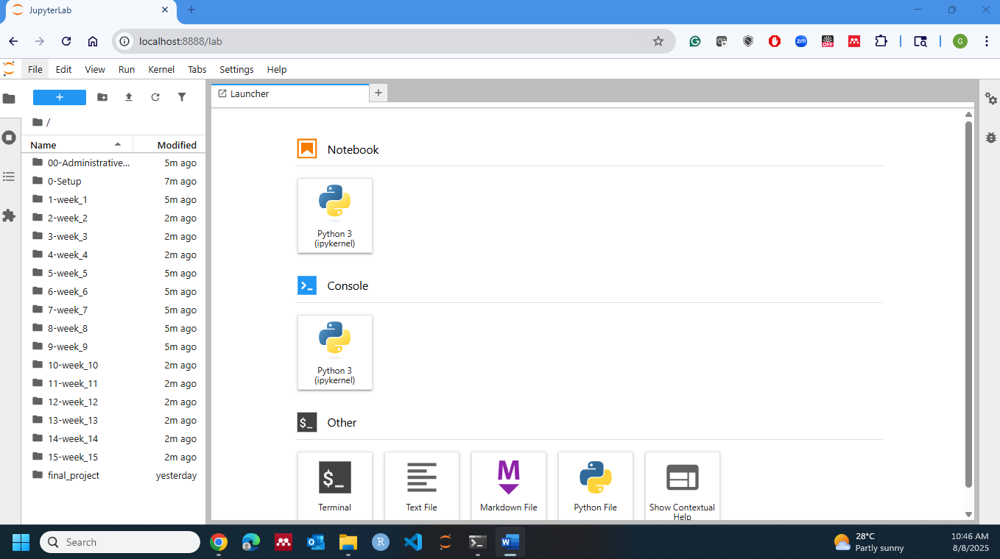 JupyterLab
localhost:8888/lab
OFF
zm
G
File Edit View Run Kernel Tabs Settings Help
+
Launcher
/
Name Modified
00-Administrative... 5m ago
0-Setup 7m ago
1-week_1 5m ago
2-week_2 2m ago
3-week_3 2m ago
4-week_4 2m ago
5-week_5 5m ago
6-week_6 5m ago
7-week_7 5m ago
8-week_8 5m ago
9-week_9 5m ago
10-week_10 2m ago
11-week_11 2m ago
12-week_12 2m ago
13-week_13 2m ago
14-week_14 2m ago
15-week_15 2m ago
final_project yesterday
Notebook
Python 3
(ipykernel)
Console
Python 3
(ipykernel)
$_ Other
$_
Terminal
Text File
M
Markdown File
Python File
Show Contextual
Help
Search
R
W
28°C
Partly sunny
10:46 AM
8/8/2025